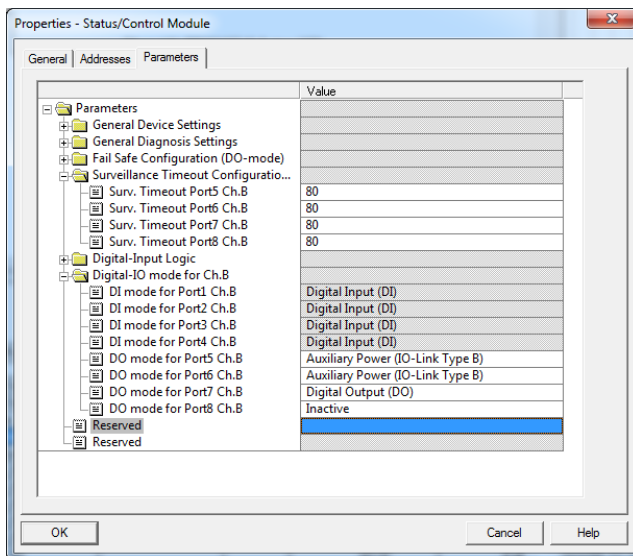 Properties - Status/Control Module
General Addresses Parameters
Value
Parameters
General Device Settings
General Diagnosis Settings
Fail Safe Configuration (DO-mode)
Surveillance Timeout Configuratio...
Surv. Timeout Port5 Ch.B 80
Surv. Timeout Port6 Ch.B 80
Surv. Timeout Port7 Ch.B 80
Surv. Timeout Port8 Ch.B 80
Digital-Input Logic
Digital-IO mode for Ch.B
DI mode for Port1 Ch.B Digital Input (DI)
DI mode for Port2 Ch.B Digital Input (DI)
DI mode for Port3 Ch.B Digital Input (DI)
DI mode for Port4 Ch.B Digital Input (DI)
DO mode for Port5 Ch.B Auxiliary Power (IO-Link Type B)
DO mode for Port6 Ch.B Auxiliary Power (IO-Link Type B)
DO mode for Port7 Ch.B Digital Output (DO)
DO mode for Port8 Ch.B Inactive
Reserved
Reserved
OK Cancel Help